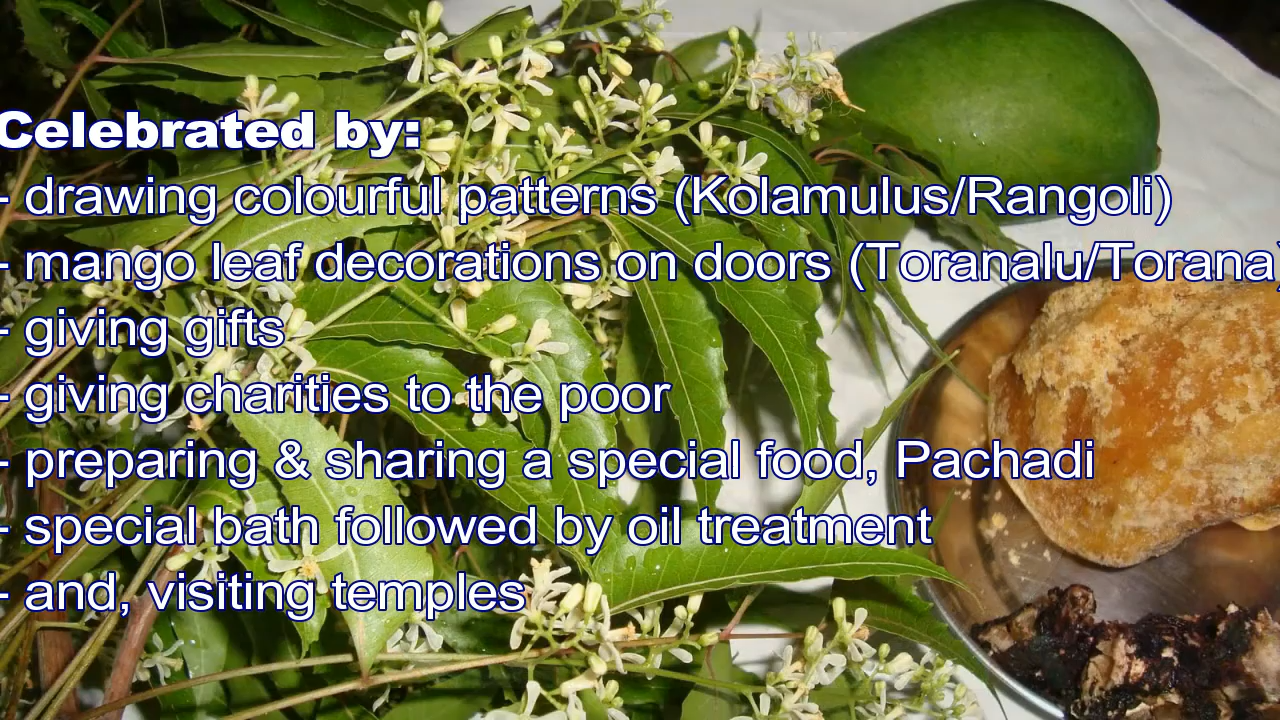 Celebrated by:
- drawing colourful patterns (Kolamulus/Rangoli)
- mango leaf decorations on doors (Toranalu/Torana)
- giving gifts
- giving charities to the poor
- preparing & sharing a special food, Pachadi
- special bath followed by oil treatment
- and, visiting temples